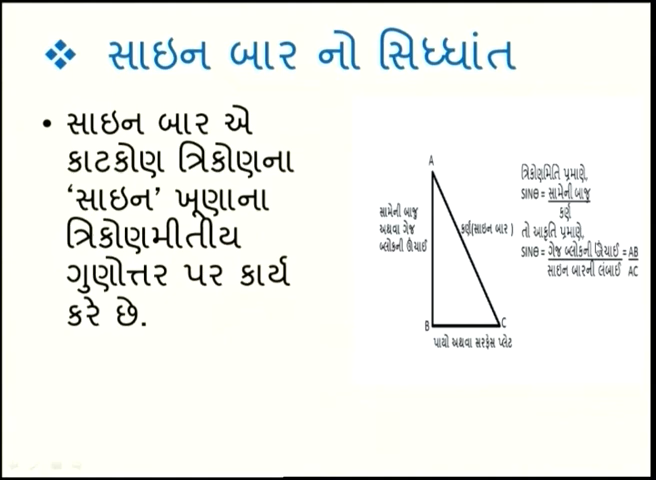 ❖ સાઇન બાર નો સિધ્ધાંત
• સાઇન બાર એ
કાટકોણ ત્રિકોણના
‘સાઇન’ ખૂણાના
ત્રિકોણમીતીય
ગુણોત્તર પર કાર્ય
કરે છે.
A
સામેની બાજુ
અથવા ગેજ
બ્લોકની ઊંચાઈ
કર્ણ(સાઇન બાર )
B
C
પાયો અથવા સરફેસ પ્લેટ
ત્રિકોણમિતિ પ્રમાણે,
SINΘ = સામેની બાજુ
કર્ણ
તો આકૃતિ પ્રમાણે,
SINΘ = ગેજ બ્લોકની ઊંચાઈ = AB
સાઇન બારની લંબાઈ AC